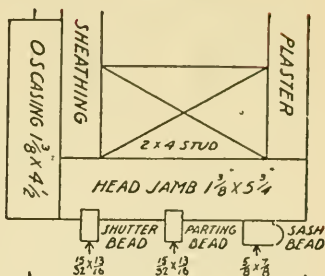 OSCASING 1 3/8" X 4 1/2
SHEATHING
PLASTER
2 X 4 STUD
HEAD JAMB 1 3/8" X 5 3/4"
SHUTTER BEAD
PARTING BEAD
SASH BEAD
15/32 X 13/16
15/32 X 13/16
5/8 X 7/8